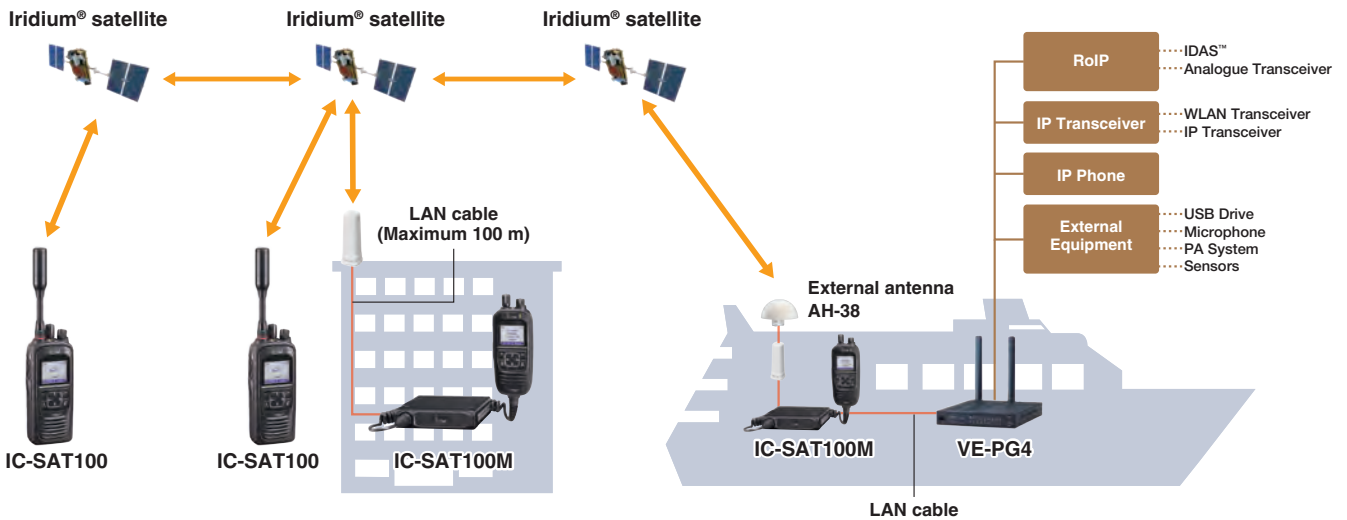 Iridium® satellite
Iridium® satellite
Iridium® satellite
RoIP
IDAS™
Analogue Transceiver
IP Transceiver
WLAN Transceiver
IP Transceiver
IP Phone
External
Equipment
USB Drive
Microphone
PA System
Sensors
LAN cable
(Maximum 100 m)
External antenna
AH-38
IC-SAT100
IC-SAT100
IC-SAT100M
IC-SAT100M
VE-PG4
LAN cable